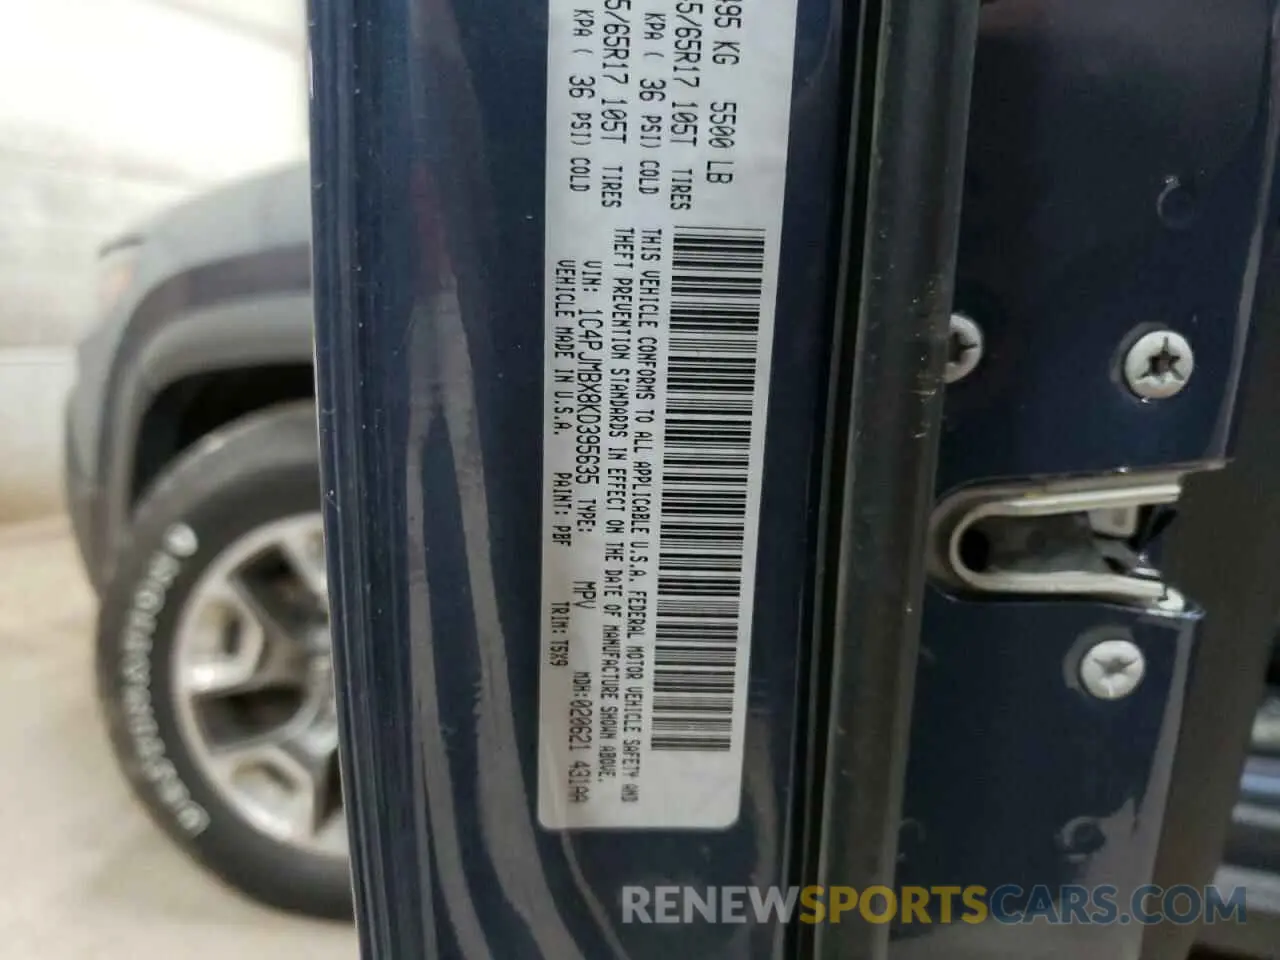 495 KG 5500 LB
5/65R17 105T TIRES
KPA ( 36 PSI) COLD
5/65R17 105T TIRES
KPA ( 36 PSI) COLD
THIS VEHICLE CONFORMS TO ALL APPLICABLE U.S.A. FEDERAL MOTOR VEHICLE SAFETY AND
THEFT PREVENTION STANDARDS IN EFFECT ON THE DATE OF MANUFACTURE SHOWN ABOVE.
VIN: 1C4PJMBX8KD395635 TYPE: MPV MDH:020621 431AA
VEHICLE MADE IN U.S.A. PAINT: PBF TRIM: T5X9
RENEWSPORTSCARS.COM